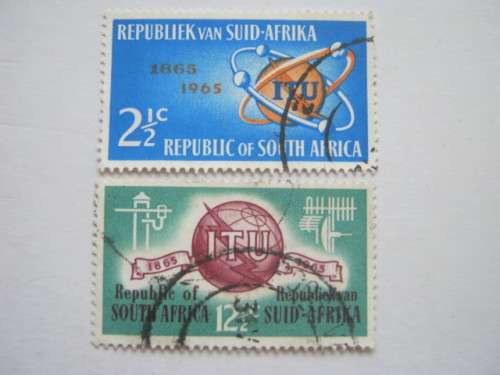 REPUBLIEK VAN SUID-AFRIKA
1865
1965
ITU
2½c
REPUBLIC OF SOUTH AFRICA
ITU
1865 1965
Republic of Republiek van
SOUTH AFRICA 12½c SUID-AFRIKA